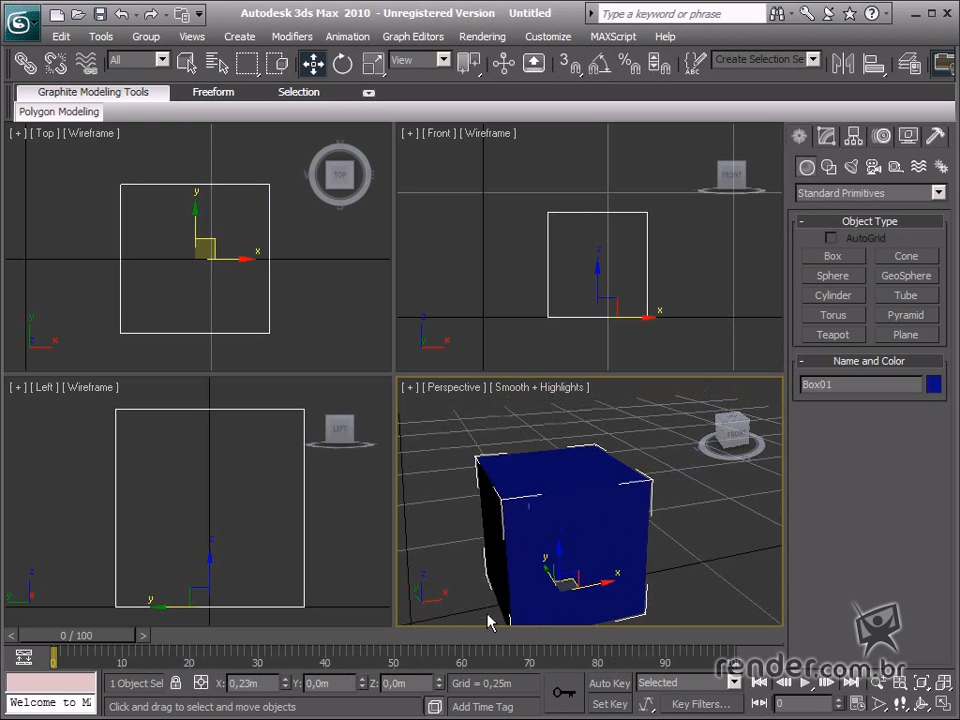 Autodesk 3ds Max 2010 - Unregistered Version Untitled
Type a keyword or phrase
Edit Tools Group Views Create Modifiers Animation Graph Editors Rendering Customize MAXScript Help
All View Create Selection Se
Graphite Modeling Tools Freeform Selection
Polygon Modeling
[ + ] [ Top ] [ Wireframe ]
[ + ] [ Front ] [ Wireframe ]
TOP
FRONT
Standard Primitives
- Object Type
AutoGrid
Box Cone
Sphere GeoSphere
Cylinder Tube
Torus Pyramid
Teapot Plane
- Name and Color
Box01
y
x
z
x
y
z x
z
x
[ + ] [ Left ] [ Wireframe ]
[ + ] [ Perspective ] [ Smooth + Highlights ]
LEFT
FRONT
z
y
z
y
y
x
z
x
< 0 / 100 >
0 10 20 30 40 50 60 70 80 90
render.com.br
1 Object Sel X: 0,23m Y: 0,0m Z: 0,0m Grid = 0,25m Auto Key Selected
Welcome to M
Click and drag to select and move objects Add Time Tag Set Key Key Filters... 0